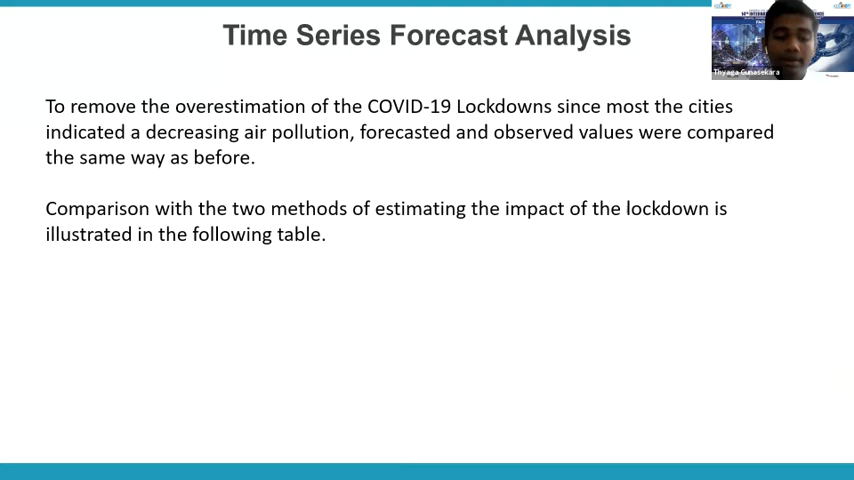 Time Series Forecast Analysis
Thyaga Gunasekara
To remove the overestimation of the COVID-19 Lockdowns since most the cities
indicated a decreasing air pollution, forecasted and observed values were compared
the same way as before.
Comparison with the two methods of estimating the impact of the lockdown is
illustrated in the following table.